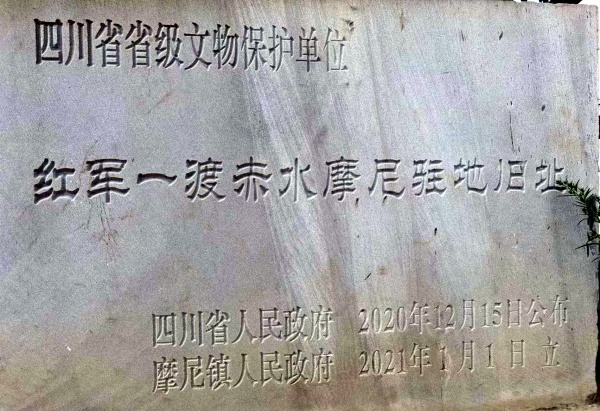 四川省省级文物保护单位
红军一渡赤水摩尼驻地旧址
四川省人民政府 2020年12月15日公布
摩尼镇人民政府 2021年1月1日立